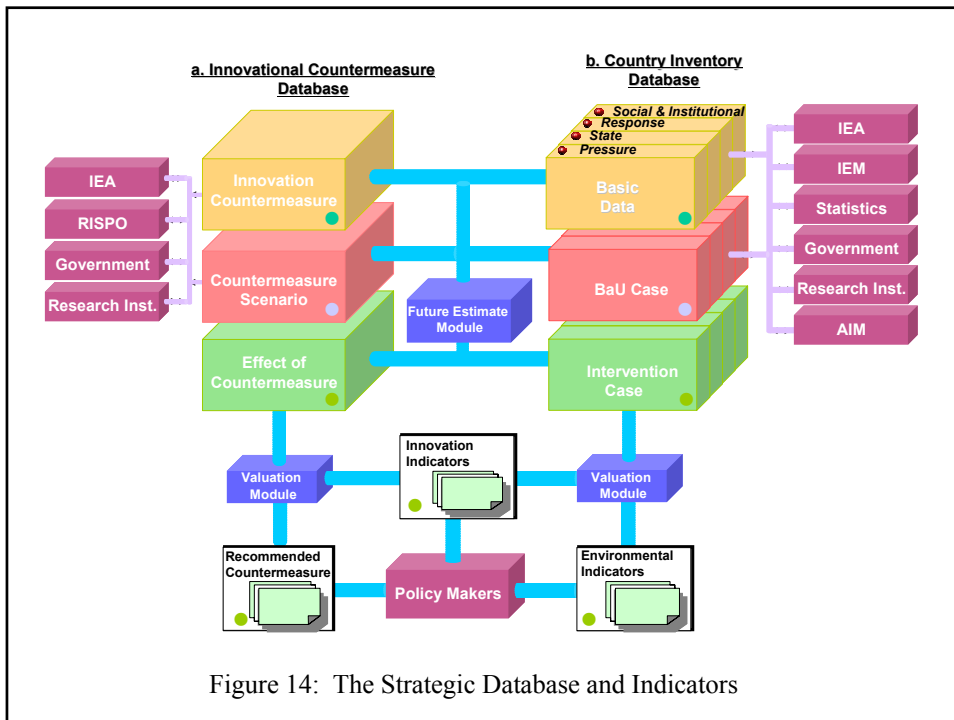 a. Innovational Countermeasure
Database
b. Country Inventory
Database
Social & Institutional
Response
State
Pressure
IEA
RISPO
Government
Research Inst.
Innovation
Countermeasure
Countermeasure
Scenario
Effect of
Countermeasure
Future Estimate
Module
Basic
Data
BaU Case
Intervention
Case
IEA
IEM
Statistics
Government
Research Inst.
AIM
Valuation
Module
Innovation
Indicators
Valuation
Module
Recommended
Countermeasure
Policy Makers
Environmental
Indicators
Figure 14: The Strategic Database and Indicators